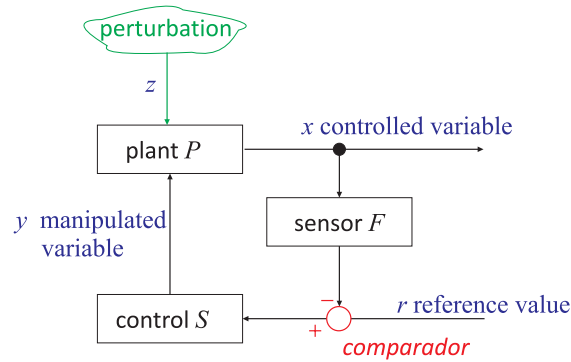 perturbation
z
x controlled variable
plant P
y manipulated
variable
sensor F
−
r reference value
control S
+
comparador